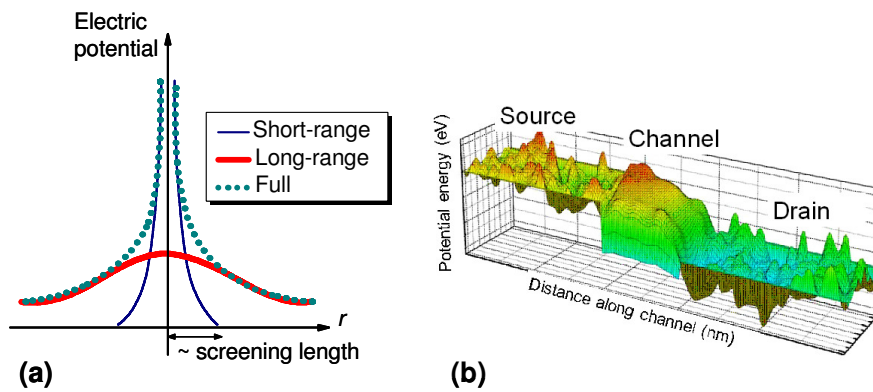 Electric
potential
Short-range
Long-range
Full
r
~ screening length
(a)
Source
Channel
Drain
Potential energy (eV)
Distance along channel (nm)
(b)